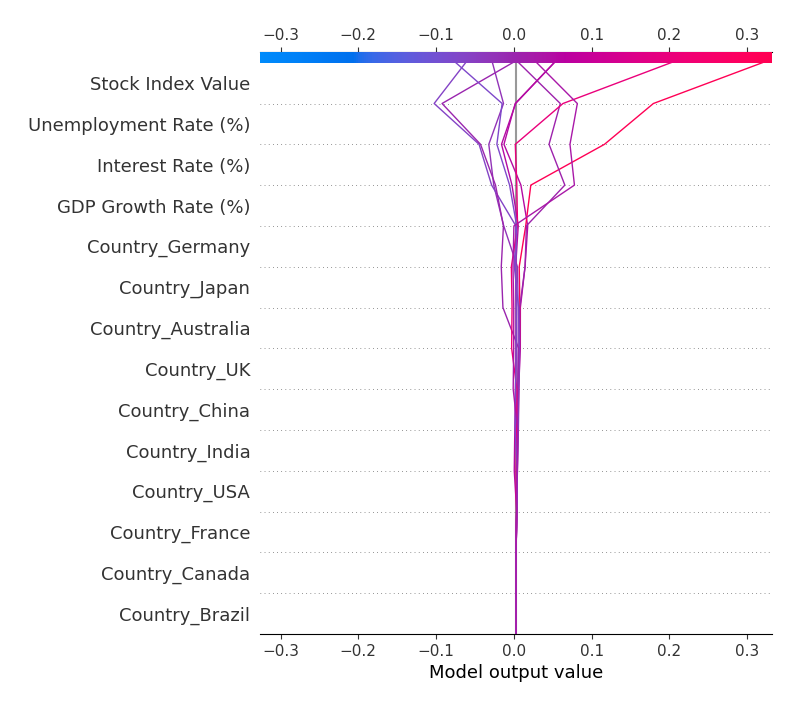 −0.3 −0.2 −0.1 0.0 0.1 0.2 0.3
Stock Index Value
Unemployment Rate (%)
Interest Rate (%)
GDP Growth Rate (%)
Country_Germany
Country_Japan
Country_Australia
Country_UK
Country_China
Country_India
Country_USA
Country_France
Country_Canada
Country_Brazil
−0.3 −0.2 −0.1 0.0 0.1 0.2 0.3
Model output value